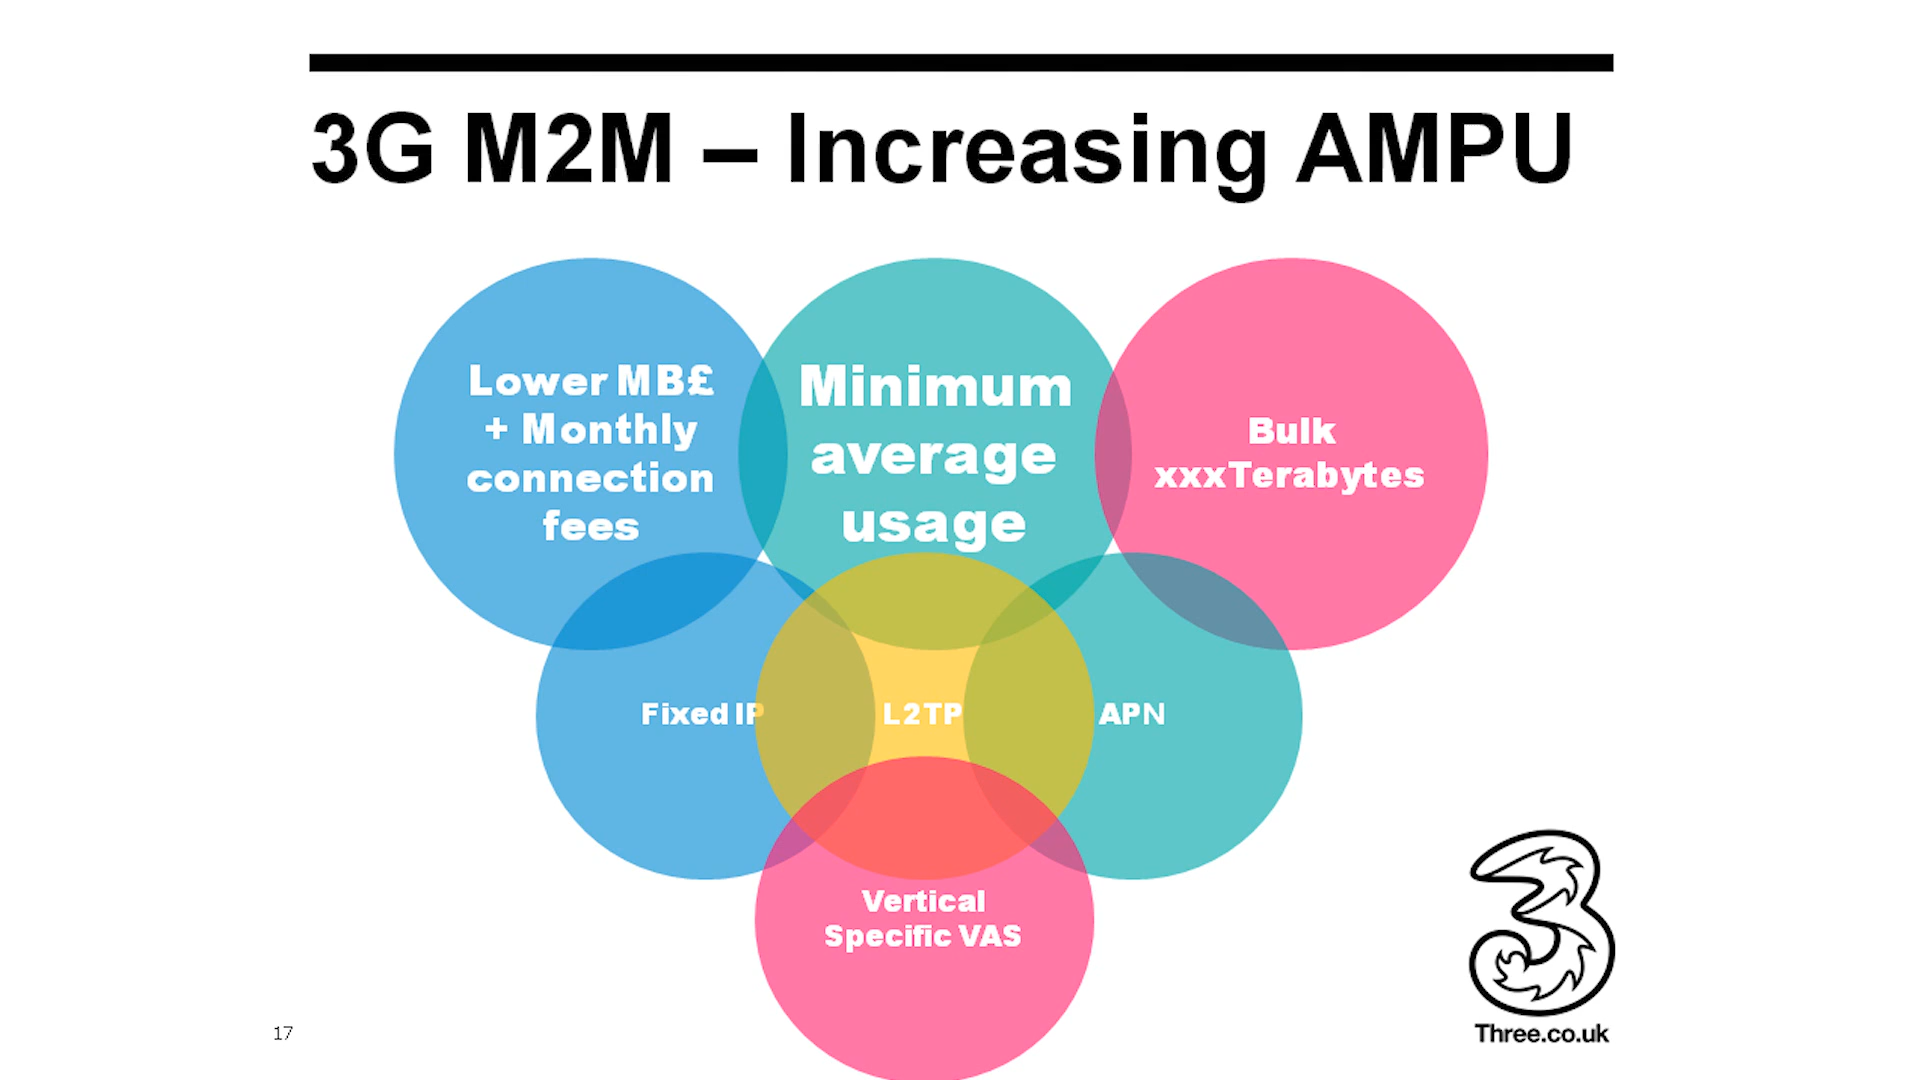 3G M2M – Increasing AMPU
Lower MB£
+ Monthly
connection
fees
Minimum
average
usage
Bulk
xxxTerabytes
Fixed IP
L2TP
APN
Vertical
Specific VAS
17
Three.co.uk